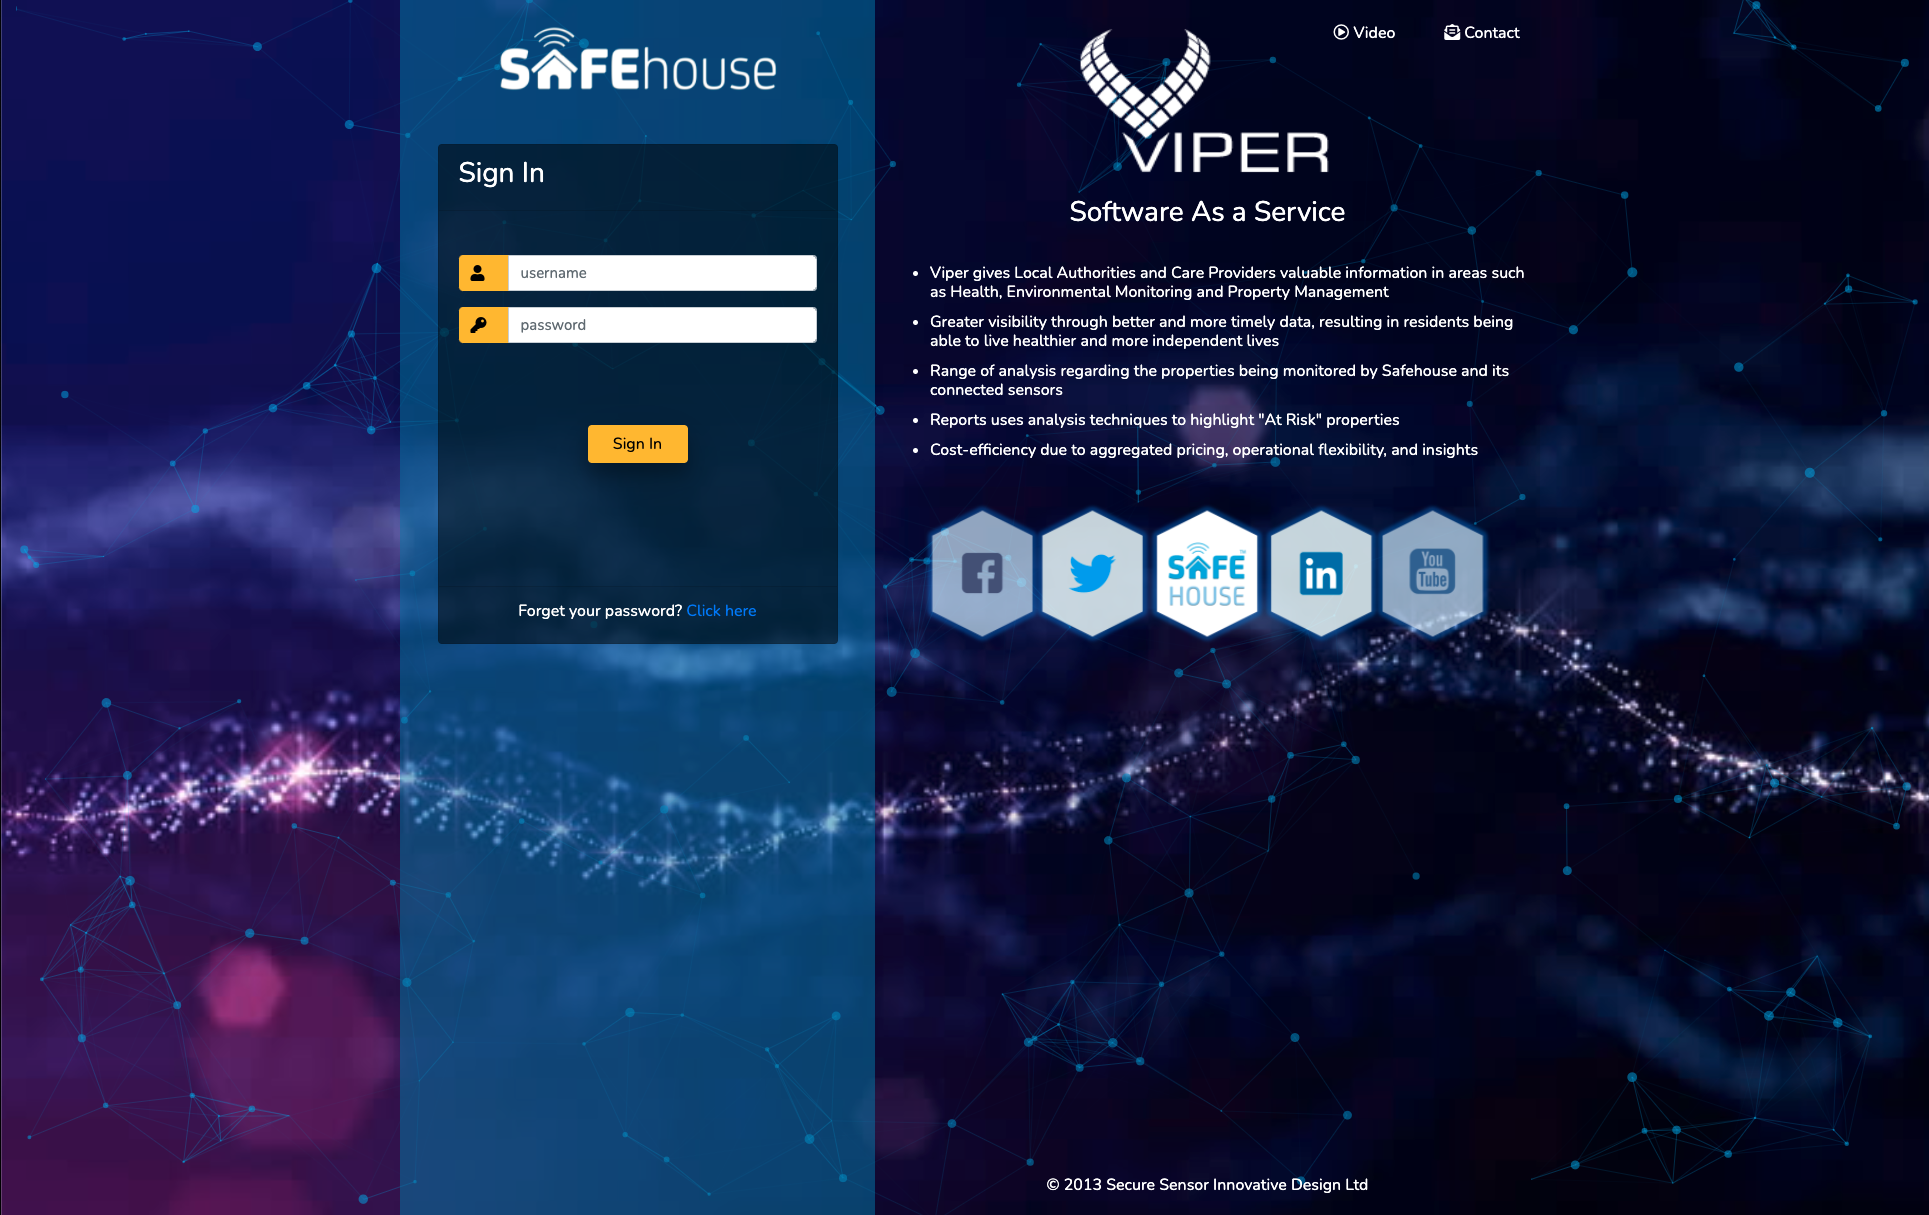 SAFEhouse
Sign In
username
password
Sign In
Forget your password? Click here
Video
Contact
VIPER
Software As a Service
• Viper gives Local Authorities and Care Providers valuable information in areas such
as Health, Environmental Monitoring and Property Management
• Greater visibility through better and more timely data, resulting in residents being
able to live healthier and more independent lives
• Range of analysis regarding the properties being monitored by Safehouse and its
connected sensors
• Reports uses analysis techniques to highlight "At Risk" properties
• Cost-efficiency due to aggregated pricing, operational flexibility, and insights
f
SAFE™
HOUSE
in
You
Tube
© 2013 Secure Sensor Innovative Design Ltd